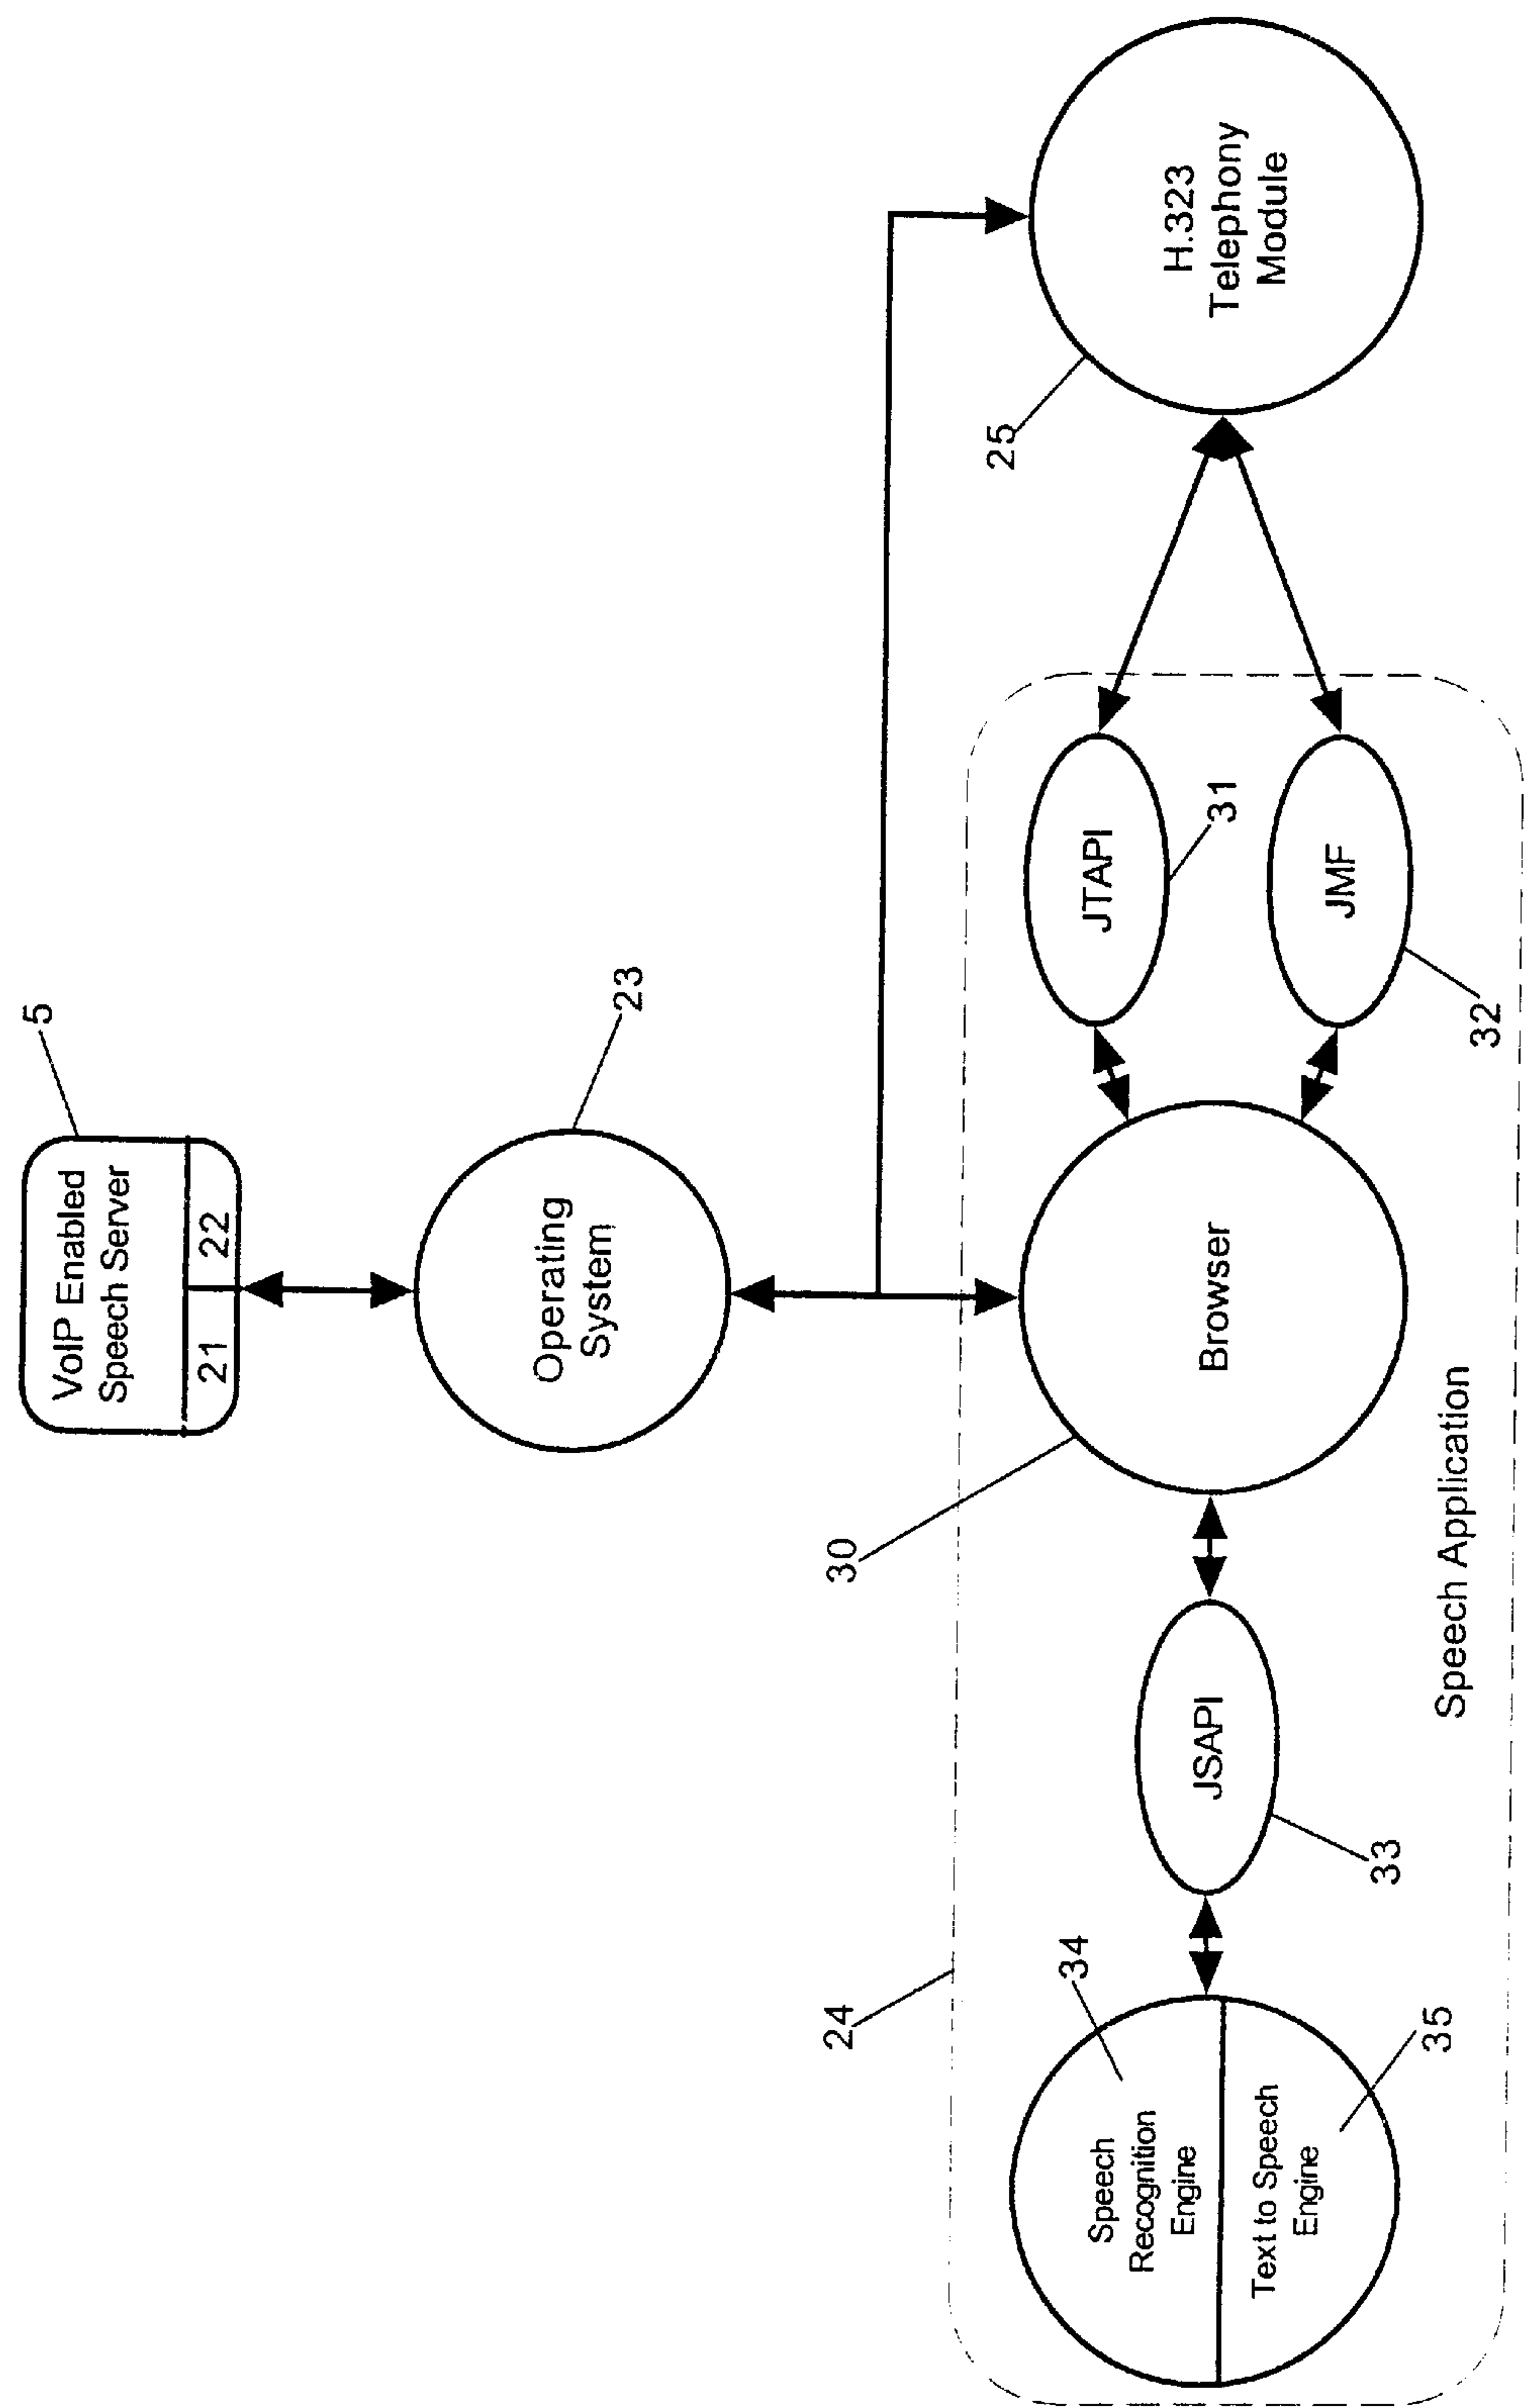 5
VoIP Enabled
Speech Server
21
22
23
Operating
System
H.323
Telephony
Module
25
30
Browser
JTAPI
31
JMF
32
JSAPI
33
24
34
Speech
Recognition
Engine
Text to Speech
Engine
35
Speech Application